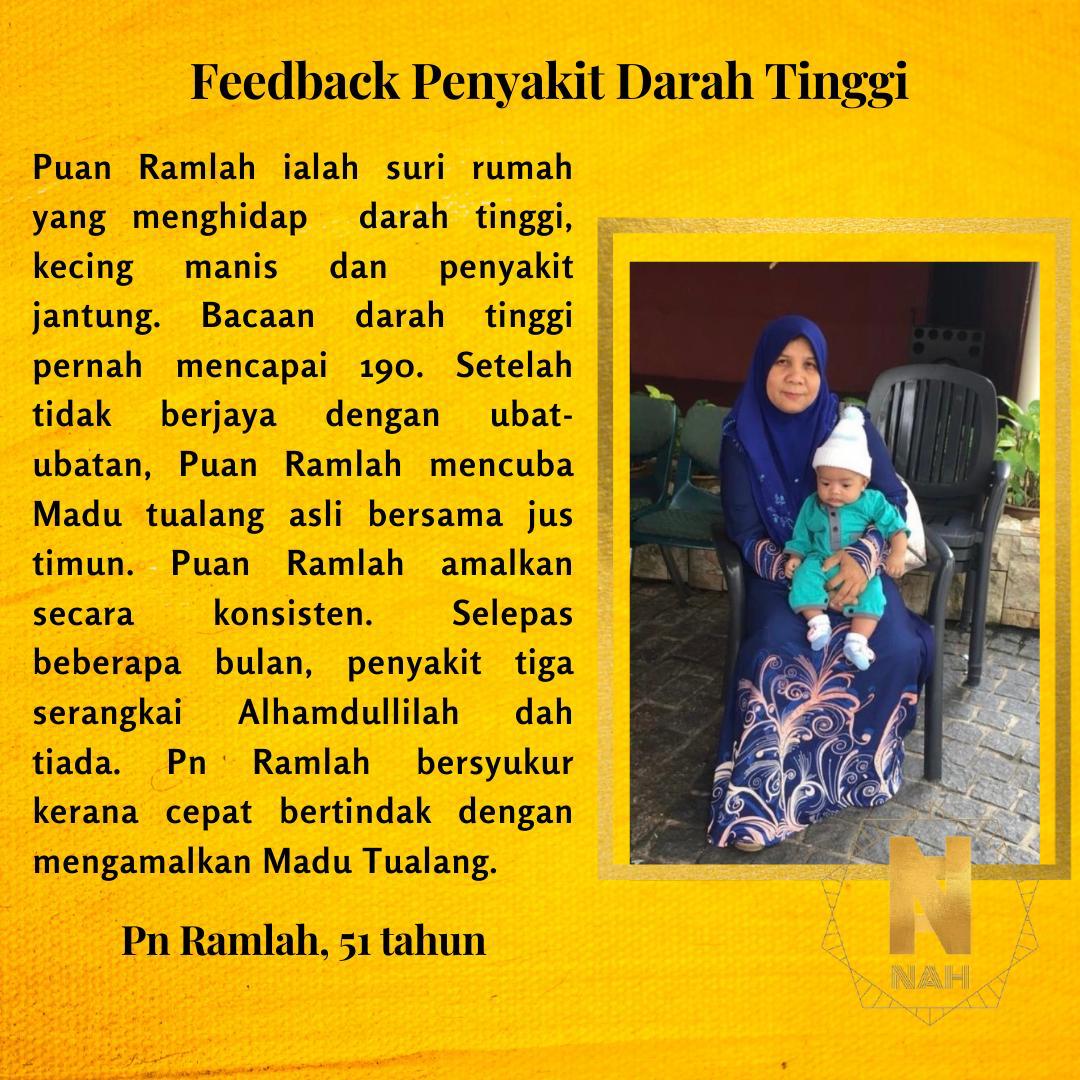 Feedback Penyakit Darah Tinggi
Puan Ramlah ialah suri rumah
yang menghidap darah tinggi,
kecing manis dan penyakit
jantung. Bacaan darah tinggi
pernah mencapai 190. Setelah
tidak berjaya dengan ubat-
ubatan, Puan Ramlah mencuba
Madu tualang asli bersama jus
timun. Puan Ramlah amalkan
secara konsisten. Selepas
beberapa bulan, penyakit tiga
serangkai Alhamdullilah dah
tiada. Pn Ramlah bersyukur
kerana cepat bertindak dengan
mengamalkan Madu Tualang.
Pn Ramlah, 51 tahun
N
NAH